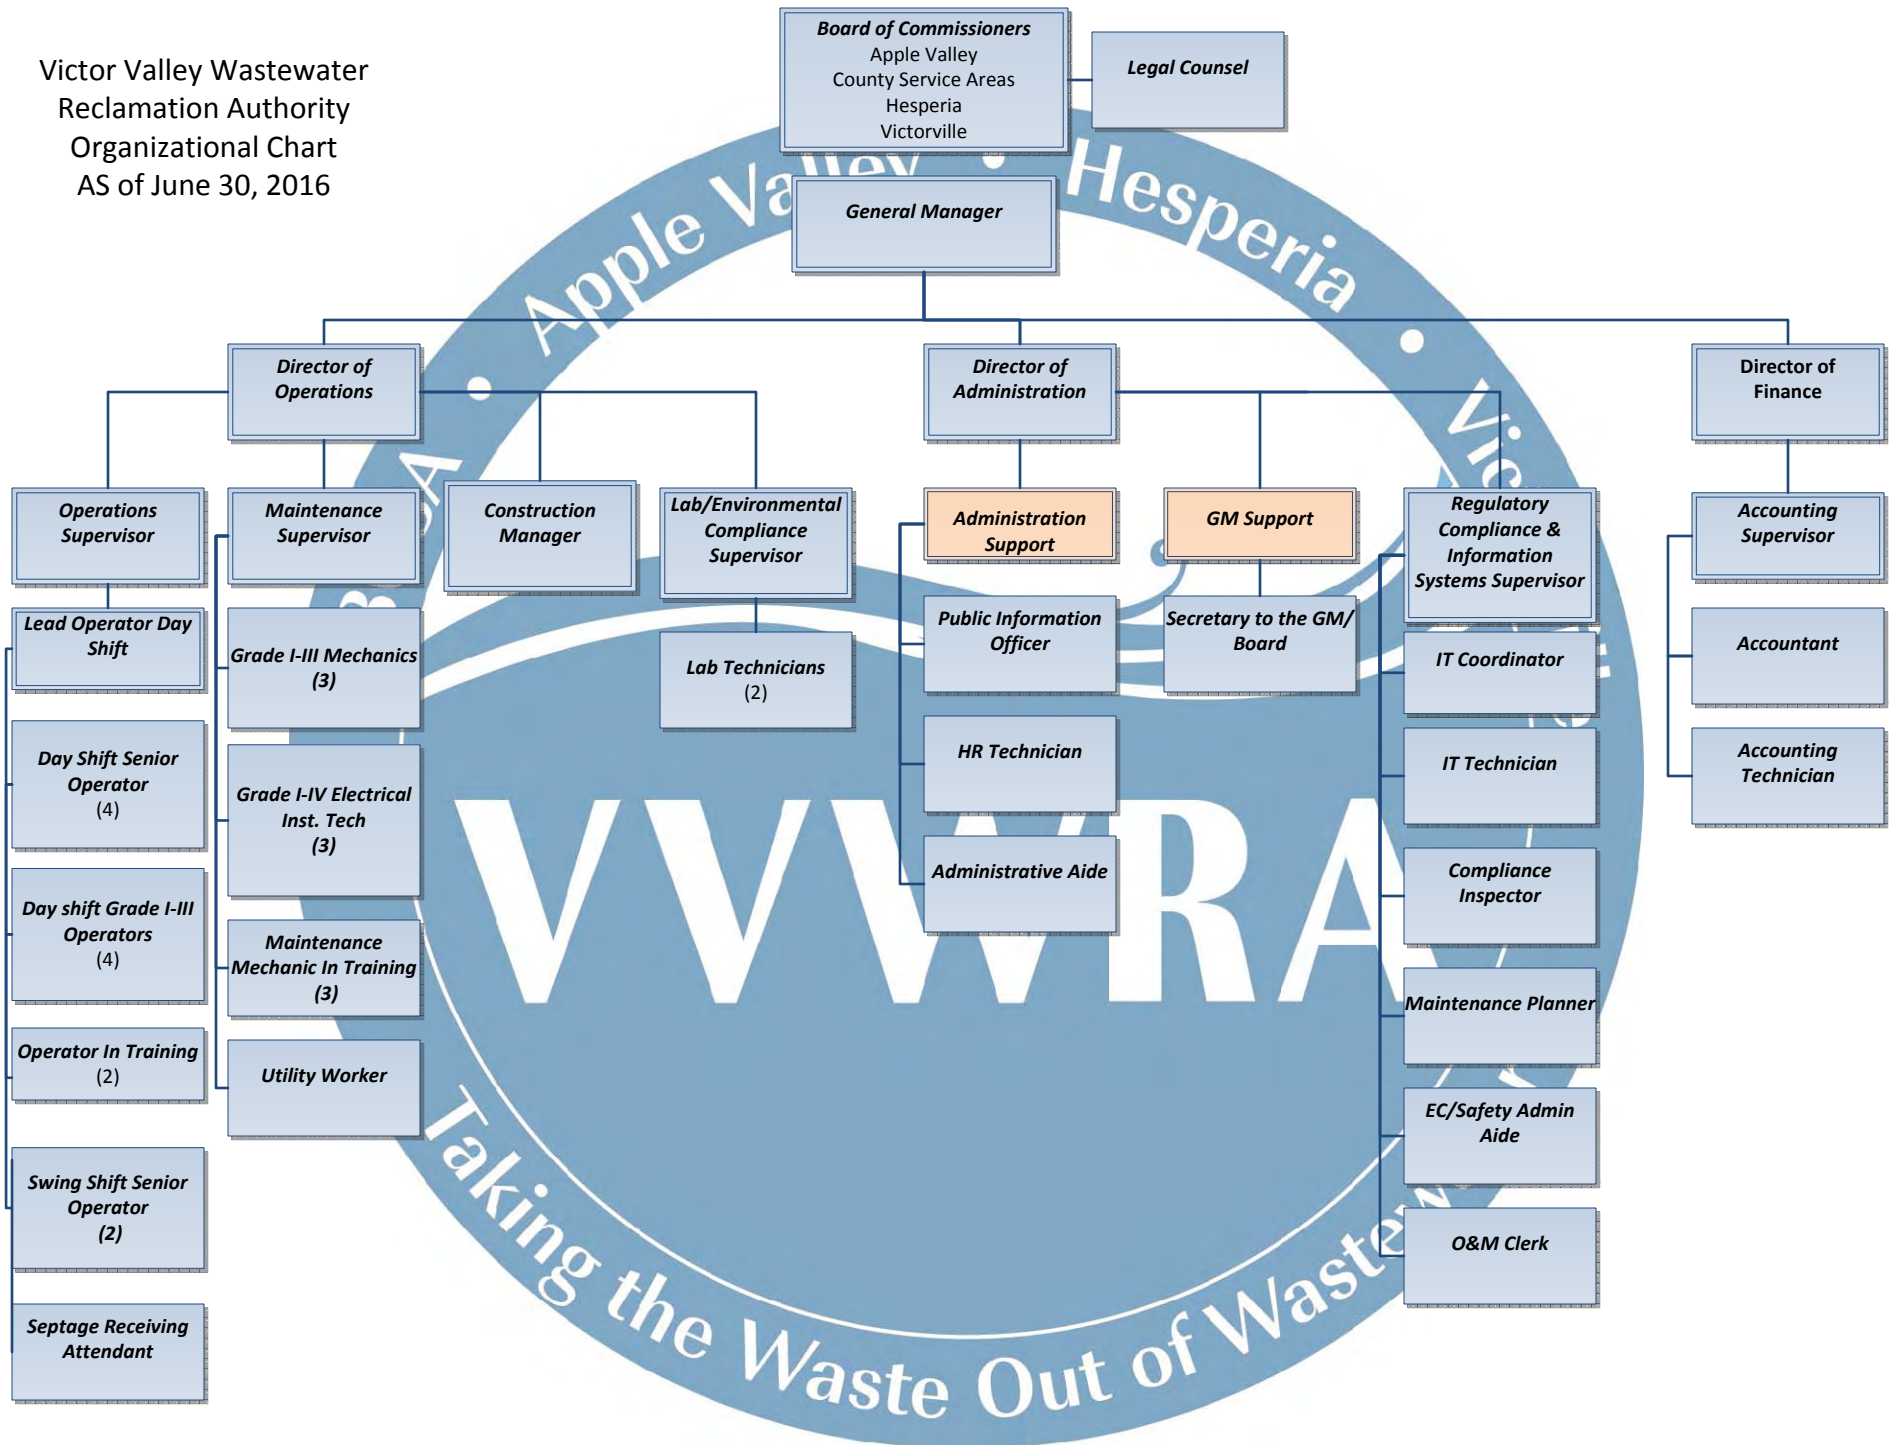 Victor Valley Wastewater
Reclamation Authority
Organizational Chart
AS of June 30, 2016
Board of Commissioners
Apple Valley
County Service Areas
Hesperia
Victorville
Legal Counsel
General Manager
Director of
Operations
Director of
Administration
Director of
Finance
Operations
Supervisor
Maintenance
Supervisor
Construction
Manager
Lab/Environmental
Compliance
Supervisor
Administration
Support
GM Support
Regulatory
Compliance &
Information
Systems Supervisor
Accounting
Supervisor
Lead Operator Day
Shift
Grade I-III Mechanics
(3)
Lab Technicians
(2)
Public Information
Officer
Secretary to the GM/
Board
IT Coordinator
Accountant
Day Shift Senior
Operator
(4)
Grade I-IV Electrical
Inst. Tech
(3)
HR Technician
IT Technician
Accounting
Technician
Day shift Grade I-III
Operators
(4)
Maintenance
Mechanic In Training
(3)
Administrative Aide
Compliance
Inspector
Operator In Training
(2)
Utility Worker
Maintenance Planner
Swing Shift Senior
Operator
(2)
EC/Safety Admin
Aide
Septage Receiving
Attendant
O&M Clerk
Apple Valley • Hesperia •
VVWRA
Taking the Waste Out of